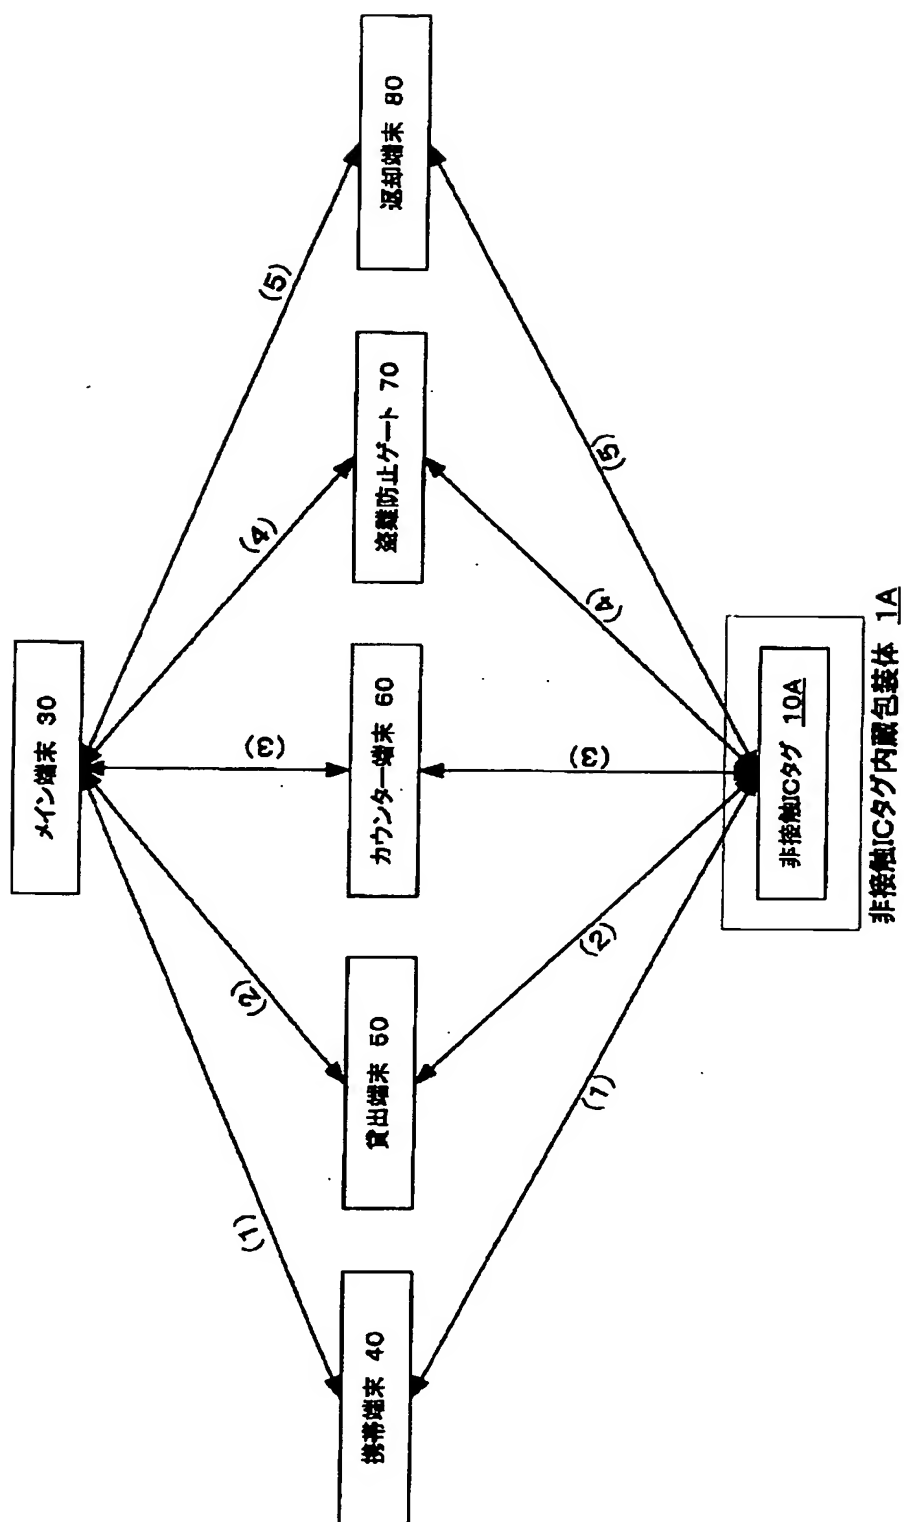 メイン端末 30
(1)
(2)
(3)
(4)
(5)
携帯端末 40
貸出端末 50
カウンター端末 60
盗難防止ゲート 70
返却端末 80
(1)
(2)
(3)
(4)
(5)
非接触ICタグ 10A
非接触ICタグ内蔵包装体 1A